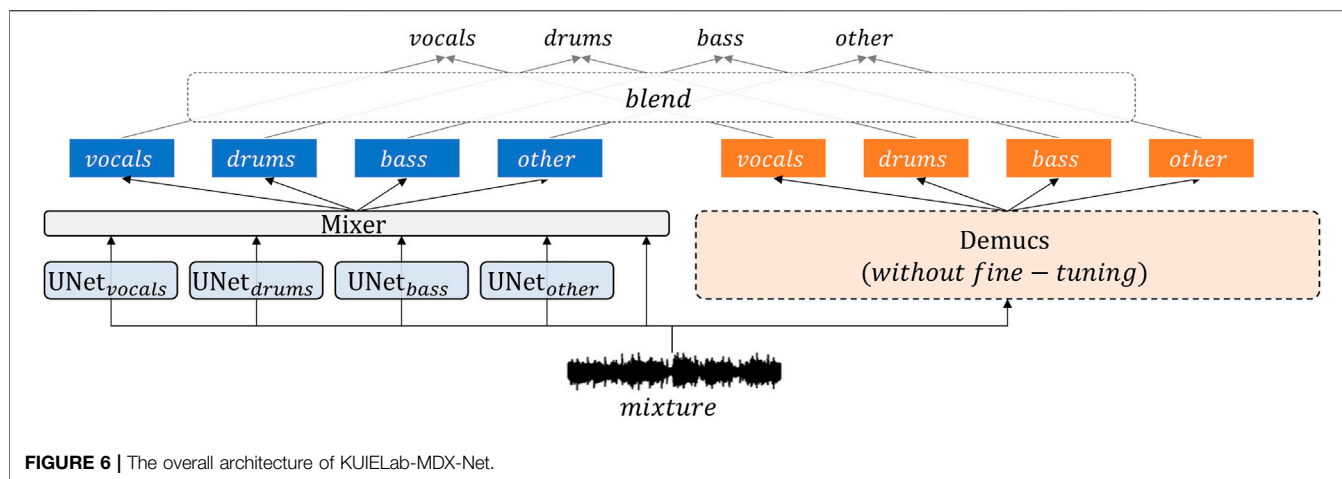 vocals drums bass other
blend
vocals drums bass other vocals drums bass other
Mixer
Demucs
(without fine − tuning)
UNetvocals UNetdrums UNetbass UNetother
mixture
FIGURE 6 | The overall architecture of KUIELab-MDX-Net.